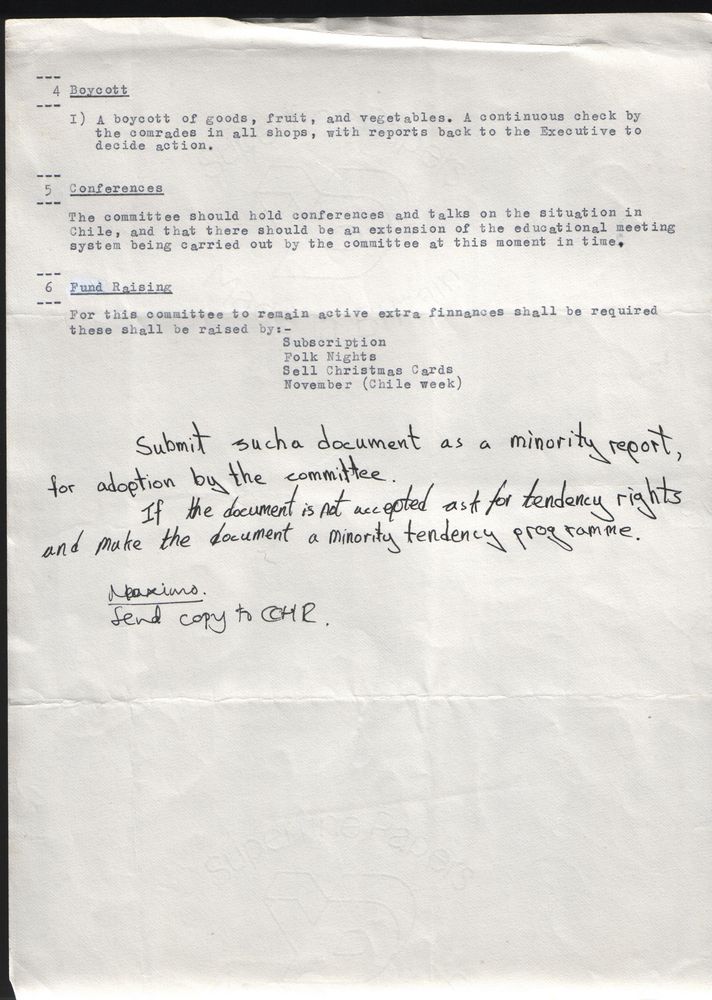 4 Boycott
I) A boycott of goods, fruit, and vegetables. A continuous check by
the comrades in all shops, with reports back to the Executive to
decide action.
5 Conferences
The committee should hold conferences and talks on the situation in
Chile, and that there should be an extension of the educational meeting
system being carried out by the committee at this moment in time.
6 Fund Raising
For this committee to remain active extra finnances shall be required
these shall be raised by:-
Subscription
Folk Nights
Sell Christmas Cards
November (Chile week)
Submit such a document as a minority report,
for adoption by the committee.
If the document is not accepted ask for tendency rights
and make the document a minority tendency programme.
Maximo.
Send copy to CHR.